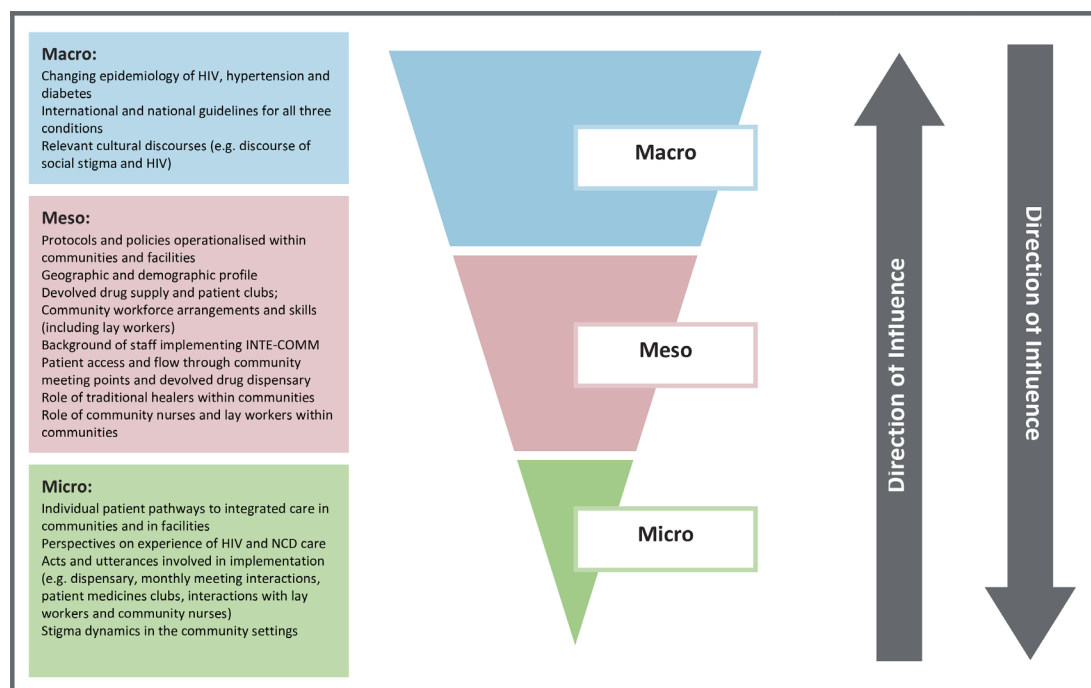 Macro:
Changing epidemiology of HIV, hypertension and
diabetes
International and national guidelines for all three
conditions
Relevant cultural discourses (e.g. discourse of
social stigma and HIV)
Meso:
Protocols and policies operationalised within
communities and facilities
Geographic and demographic profile
Devolved drug supply and patient clubs;
Community workforce arrangements and skills
(including lay workers)
Background of staff implementing INTE-COMM
Patient access and flow through community
meeting points and devolved drug dispensary
Role of traditional healers within communities
Role of community nurses and lay workers within
communities
Micro:
Individual patient pathways to integrated care in
communities and in facilities
Perspectives on experience of HIV and NCD care
Acts and utterances involved in implementation
(e.g. dispensary, monthly meeting interactions,
patient medicines clubs, interactions with lay
workers and community nurses)
Stigma dynamics in the community settings
Macro
Meso
Micro
Direction of Influence
Direction of Influence